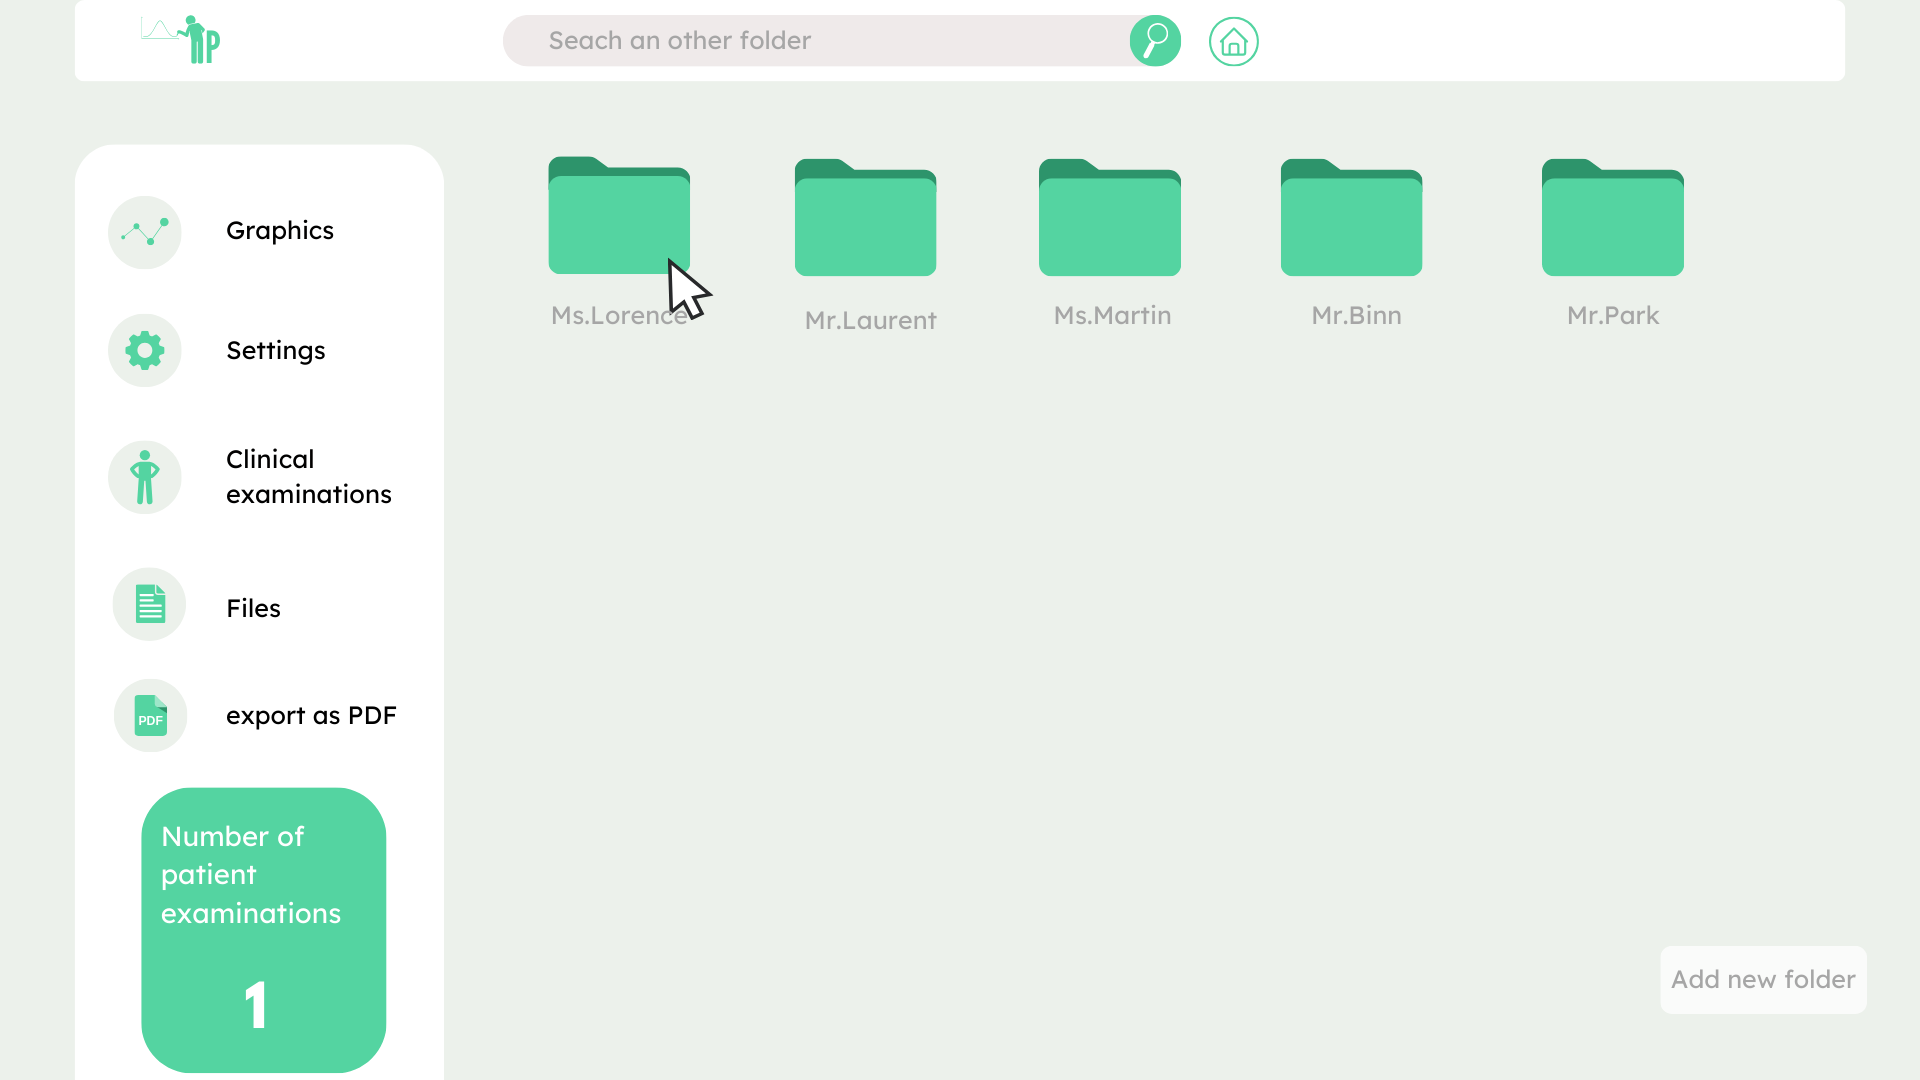 p
Seach an other folder
Graphics
Settings
Clinical
examinations
Files
PDF
export as PDF
Number of
patient
examinations
1
Ms.Lorence
Mr.Laurent
Ms.Martin
Mr.Binn
Mr.Park
Add new folder